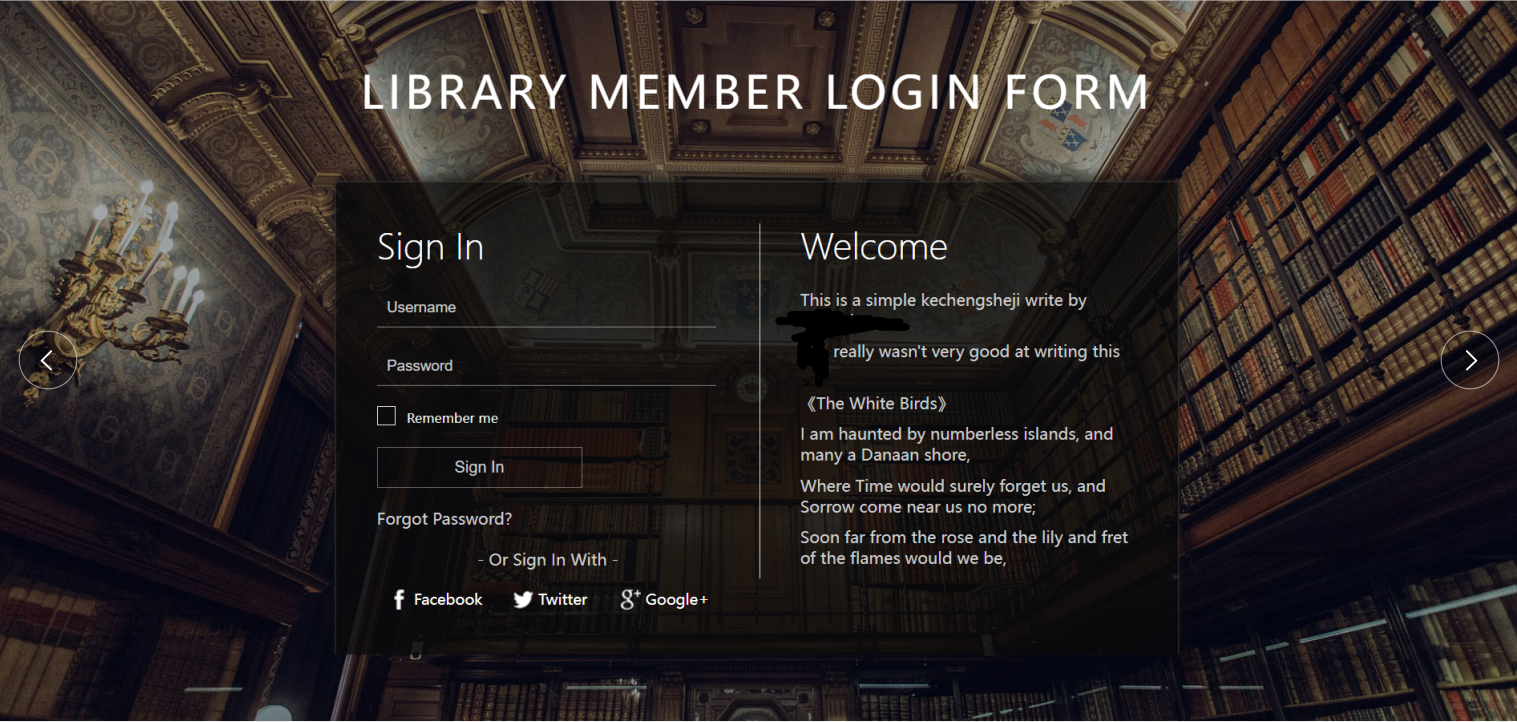 LIBRARY MEMBER LOGIN FORM
Sign In
Username
Password
Remember me
Sign In
Forgot Password?
- Or Sign In With -
Facebook Twitter Google+
Welcome
This is a simple kechengsheji write by
really wasn't very good at writing this
《The White Birds》
I am haunted by numberless islands, and
many a Danaan shore,
Where Time would surely forget us, and
Sorrow come near us no more;
Soon far from the rose and the lily and fret
of the flames would we be,